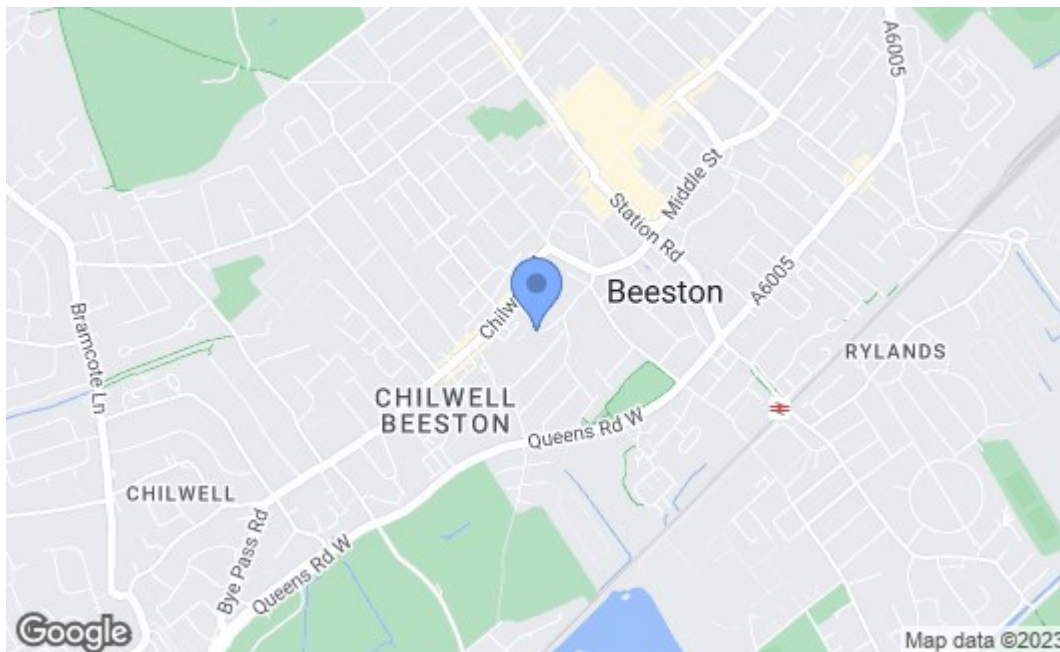 A6005
Middle St
Station Rd
Beeston
A6005
RYLANDS
Chilw
CHILWELL
BEESTON
Bramcote Ln
Queens Rd W
CHILWELL
Bye Pass Rd
Queens Rd W
Google
Map data ©2023